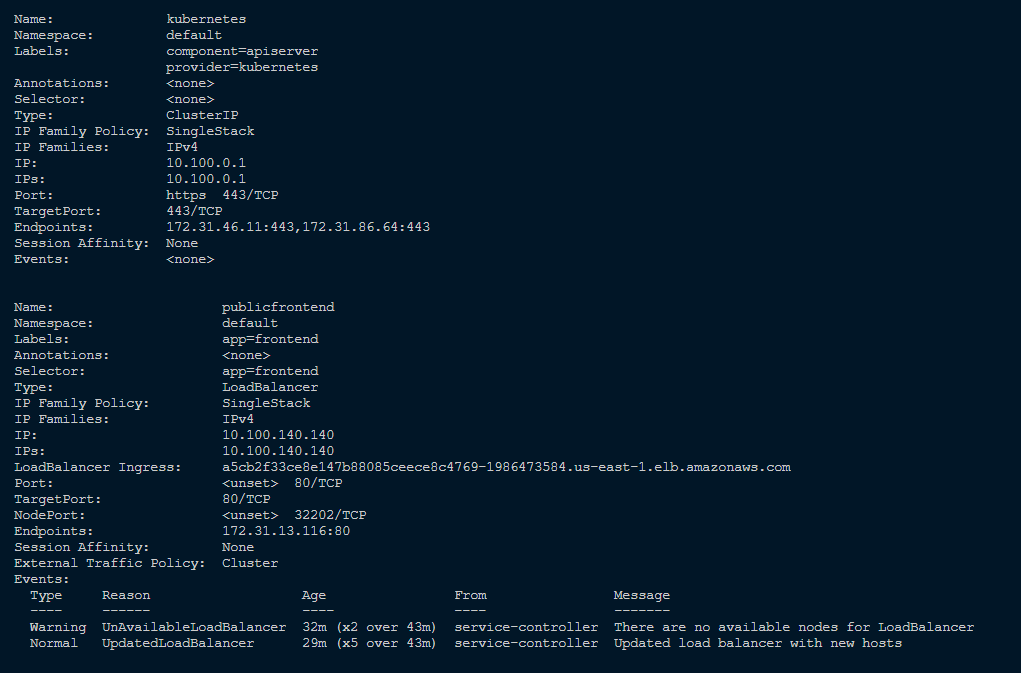 Name:              kubernetes
Namespace:         default
Labels:            component=apiserver
                   provider=kubernetes
Annotations:       <none>
Selector:          <none>
Type:              ClusterIP
IP Family Policy:  SingleStack
IP Families:       IPv4
IP:                10.100.0.1
IPs:               10.100.0.1
Port:              https  443/TCP
TargetPort:        443/TCP
Endpoints:         172.31.46.11:443,172.31.86.64:443
Session Affinity:  None
Events:            <none>
Name:                     publicfrontend
Namespace:                default
Labels:                   app=frontend
Annotations:              <none>
Selector:                 app=frontend
Type:                     LoadBalancer
IP Family Policy:         SingleStack
IP Families:              IPv4
IP:                       10.100.140.140
IPs:                      10.100.140.140
LoadBalancer Ingress:     a5cb2f33ce8e147b88085ceece8c4769-1986473584.us-east-1.elb.amazonaws.com
Port:                     <unset>  80/TCP
TargetPort:               80/TCP
NodePort:                 <unset>  32202/TCP
Endpoints:                172.31.13.116:80
Session Affinity:         None
External Traffic Policy:  Cluster
Events:
  Type     Reason                   Age                From                Message
  ----     ------                   ----               ----                -------
  Warning  UnAvailableLoadBalancer  32m (x2 over 43m)  service-controller  There are no available nodes for LoadBalancer
  Normal   UpdatedLoadBalancer      29m (x5 over 43m)  service-controller  Updated load balancer with new hosts